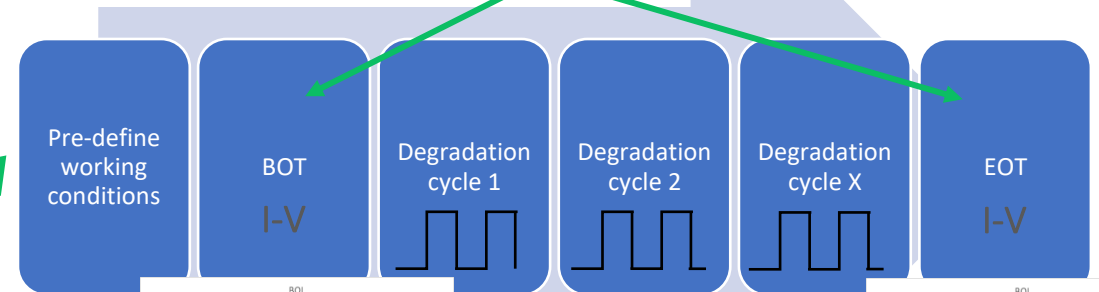 Pre-define
working
conditions
BOT
I-V
Degradation
cycle 1
Degradation
cycle 2
Degradation
cycle X
EOT
I-V
BOL
BOL